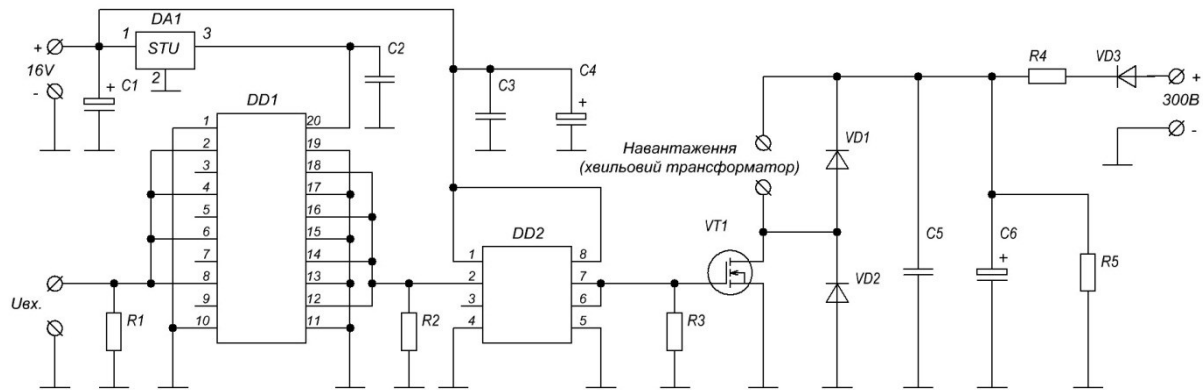 DA1
1 STU 3
2
+
16V
-
C1
+
C2
C3
C4
+
R4
VD3
+
300В
-
DD1
1 20
2 19
3 18
4 17
5 16
6 15
7 14
8 13
9 12
10 11
Навантаження
(хвильовий трансформатор)
VD1
VT1
DD2
1 8
2 7
3 6
4 5
C5
C6
+
R5
VD2
Uвх.
R1
R2
R3